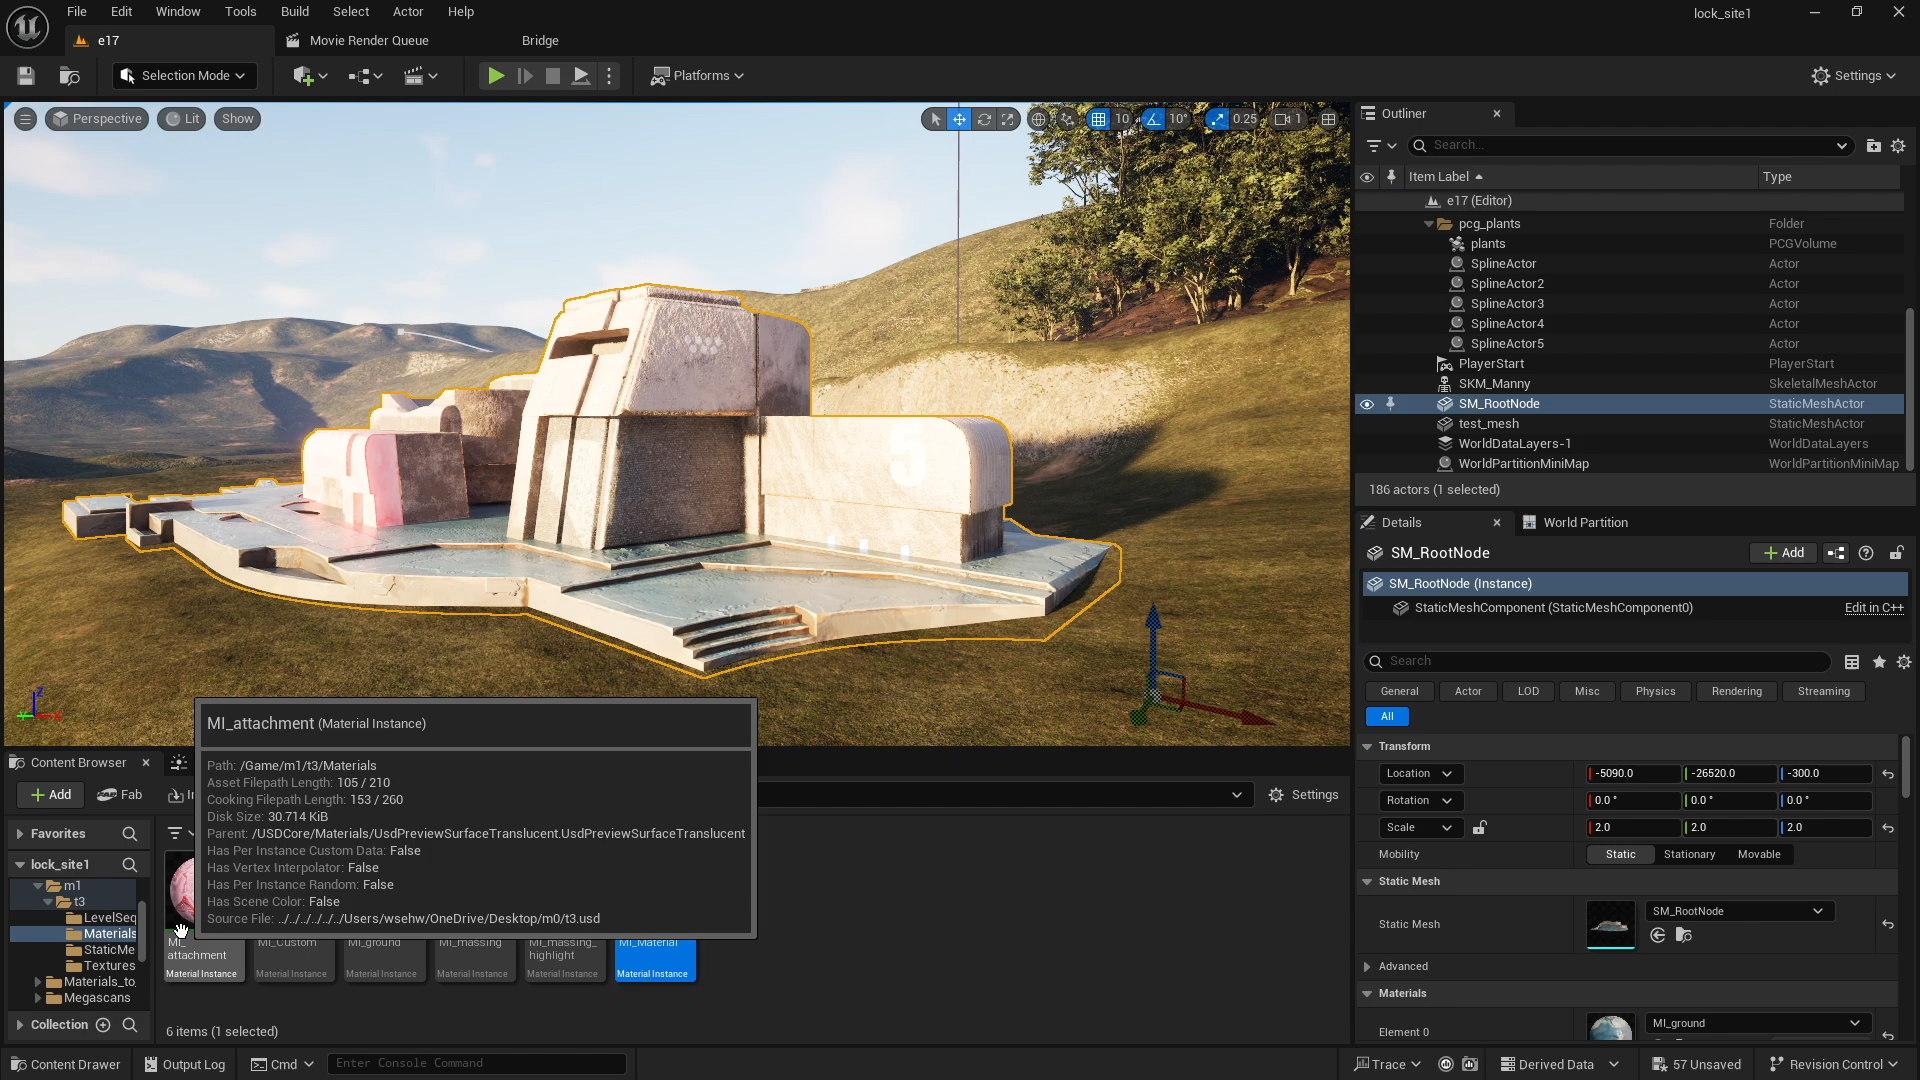 File Edit Window Tools Build Select Actor Help
lock_site1
e17
Movie Render Queue
Bridge
Selection Mode
Platforms
Settings
Perspective
Lit
Show
10
10°
0.25
1
5
Outliner
Search...
Item Label
Type
e17 (Editor)
pcg_plants Folder
plants PCGVolume
SplineActor Actor
SplineActor2 Actor
SplineActor3 Actor
SplineActor4 Actor
SplineActor5 Actor
PlayerStart PlayerStart
SKM_Manny SkeletalMeshActor
SM_RootNode StaticMeshActor
test_mesh StaticMeshActor
WorldDataLayers-1 WorldDataLayers
WorldPartitionMiniMap WorldPartitionMiniMap
186 actors (1 selected)
Details
World Partition
SM_RootNode
Add
SM_RootNode (Instance)
StaticMeshComponent (StaticMeshComponent0)
Edit in C++
Search
General Actor LOD Misc Physics Rendering Streaming
All
Transform
Location -5090.0 -26520.0 -300.0
Rotation 0.0 ° 0.0 ° 0.0 °
Scale 2.0 2.0 2.0
Mobility Static Stationary Movable
Static Mesh
Static Mesh SM_RootNode
Advanced
Materials
Element 0 MI_ground
Z
Y
X
MI_attachment (Material Instance)
Path: /Game/m1/t3/Materials
Asset Filepath Length: 105 / 210
Cooking Filepath Length: 153 / 260
Disk Size: 30.714 KiB
Parent: /USDCore/Materials/UsdPreviewSurfaceTranslucent.UsdPreviewSurfaceTranslucent
Has Per Instance Custom Data: False
Has Vertex Interpolator: False
Has Per Instance Random: False
Has Scene Color: False
Source File: ../../../../../../Users/wsehw/OneDrive/Desktop/m0/t3.usd
Content Browser
Add
Fab
Settings
Favorites
lock_site1
m1
t3
LevelSeq
Materials
StaticMe
Textures
Materials_to
Megascans
Collection
MI_
attachment
Material Instance
MI_Custom
Material Instance
MI_ground
Material Instance
MI_massing
Material Instance
MI_massing_
highlight
Material Instance
MI_Material
Material Instance
6 items (1 selected)
Content Drawer
Output Log
Cmd
Enter Console Command
Trace
Derived Data
57 Unsaved
Revision Control